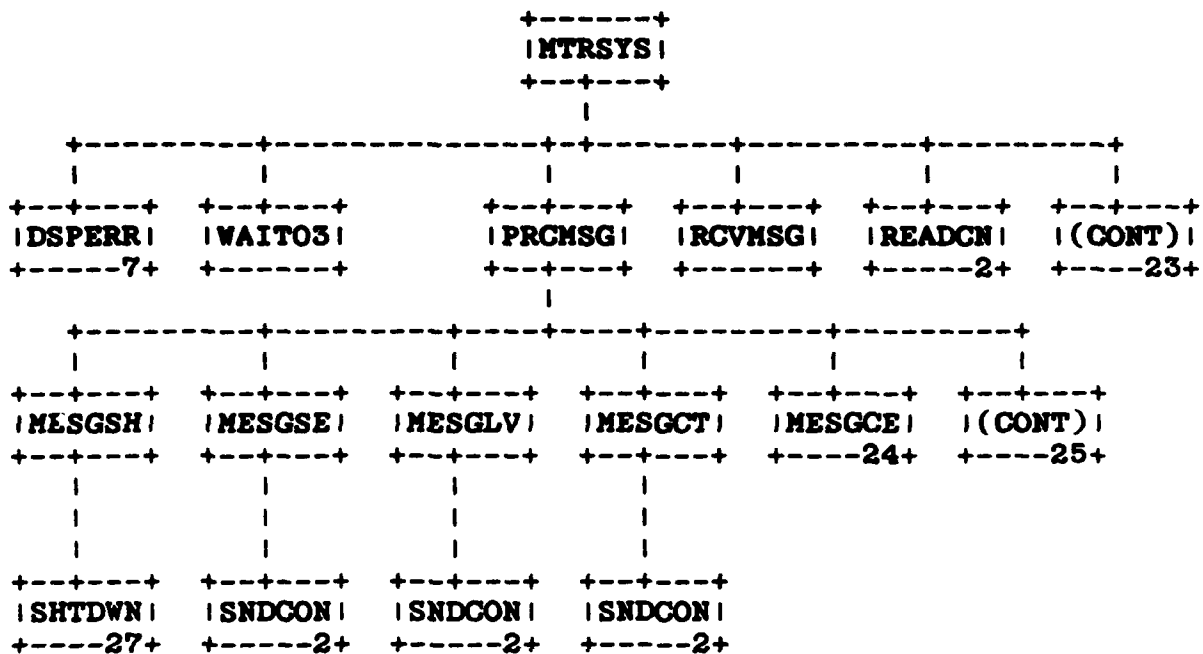 MTRSYS
DSPERR WAIT03 PRCMSG RCVMSG READCN (CONT)
7 2 23
MESGSH MESGSE MESGLV MESGCT MESGCE (CONT)
24 25
SHTDWN SNDCON SNDCON SNDCON
27 2 2 2